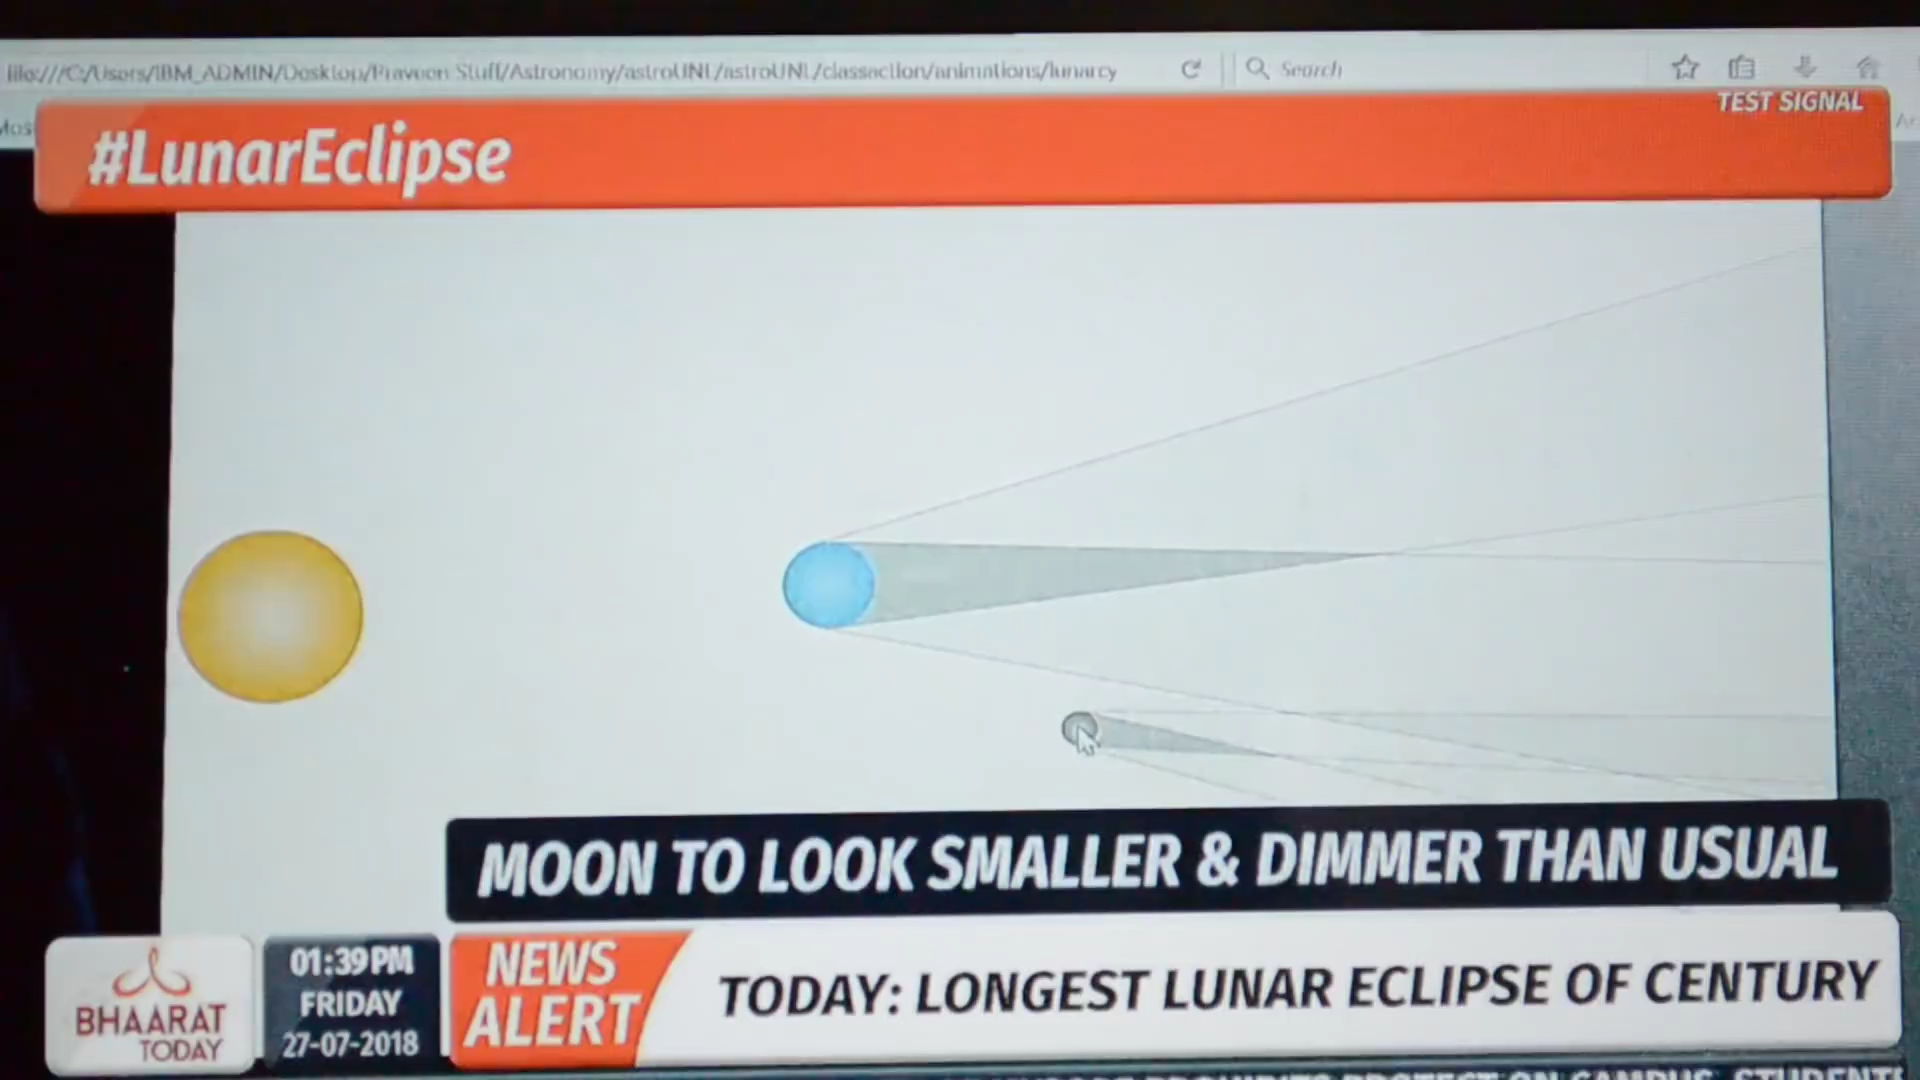 file:///C:/Users/IBM_ADMIN/Desktop/Praveen Stuff/Astronomy/astroUNL/astroUNL/classaction/animations/lunarcy
Search
TEST SIGNAL
#LunarEclipse
MOON TO LOOK SMALLER & DIMMER THAN USUAL
01:39 PM
FRIDAY
27-07-2018
NEWS
ALERT
TODAY: LONGEST LUNAR ECLIPSE OF CENTURY
BHAARAT
TODAY